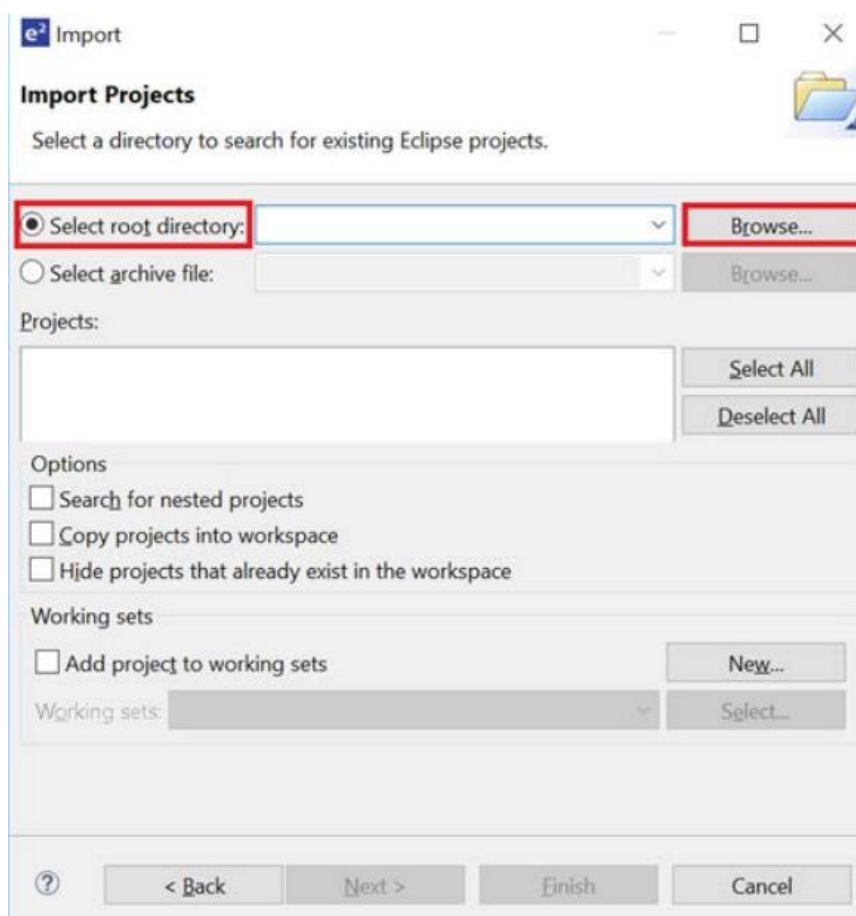 e² Import
Import Projects
Select a directory to search for existing Eclipse projects.
Select root directory: Browse...
Select archive file: Browse...
Projects:
Select All
Deselect All
Options
Search for nested projects
Copy projects into workspace
Hide projects that already exist in the workspace
Working sets
Add project to working sets New...
Working sets: Select...
? < Back Next > Finish Cancel